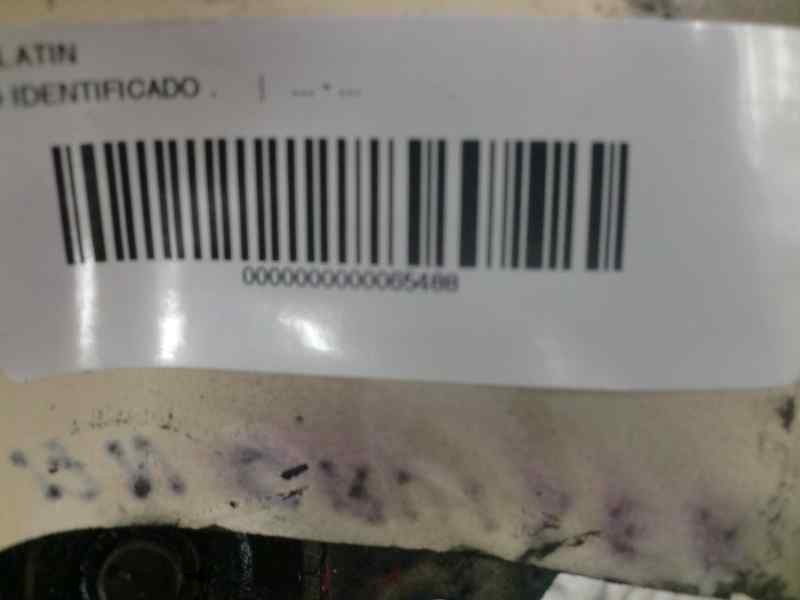 LATIN
IDENTIFICADO . | ... - ...
0000000000065488